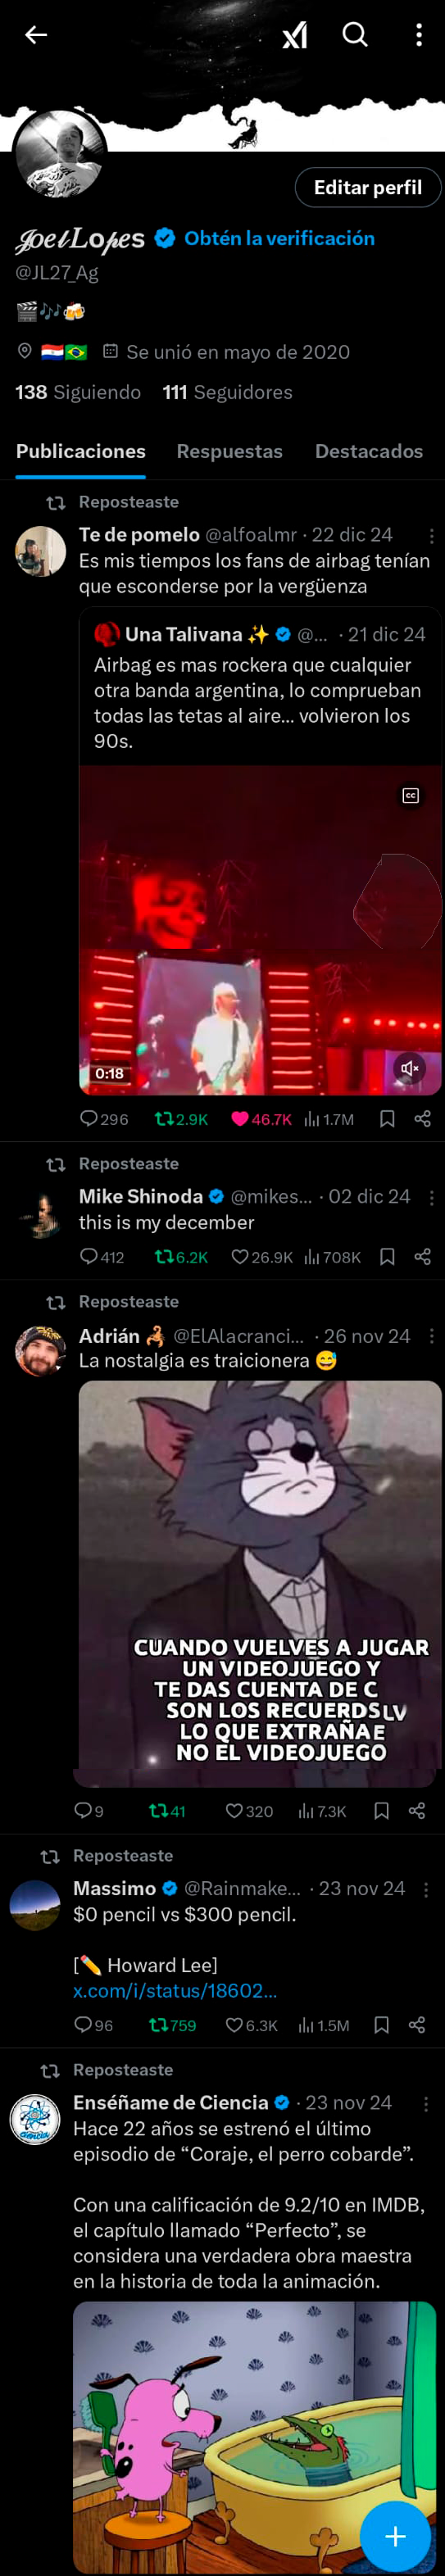 Editar perfil
𝒥𝑜𝑒𝓁𝐿𝗼𝓅𝑒𝘀 Obtén la verificación
@JL27_Ag
🎬🎶🍻
🇵🇾🇧🇷 Se unió en mayo de 2020
138 Siguiendo 111 Seguidores
Publicaciones Respuestas Destacados
Reposteaste
Te de pomelo @alfoalmr · 22 dic 24
Es mis tiempos los fans de airbag tenían
que esconderse por la vergüenza
Una Talivana ✨ @... · 21 dic 24
Airbag es mas rockera que cualquier
otra banda argentina, lo comprueban
todas las tetas al aire... volvieron los
90s.
CC
0:18
296 2.9K 46.7K 1.7M
Reposteaste
Mike Shinoda @mikes... · 02 dic 24
this is my december
412 6.2K 26.9K 708K
Reposteaste
Adrián 🦂 @ElAlacranci... · 26 nov 24
La nostalgia es traicionera 😅
CUANDO VUELVES A JUGAR
UN VIDEOJUEGO Y
TE DAS CUENTA DE C
SON LOS RECUERDSLV
LO QUE EXTRAÑAE
NO EL VIDEOJUEGO
9 41 320 7.3K
Reposteaste
Massimo @Rainmake... · 23 nov 24
$0 pencil vs $300 pencil.
[✏️ Howard Lee]
x.com/i/status/18602...
96 759 6.3K 1.5M
Reposteaste
Enséñame de Ciencia · 23 nov 24
Hace 22 años se estrenó el último
episodio de “Coraje, el perro cobarde”.
Con una calificación de 9.2/10 en IMDB,
el capítulo llamado “Perfecto”, se
considera una verdadera obra maestra
en la historia de toda la animación.